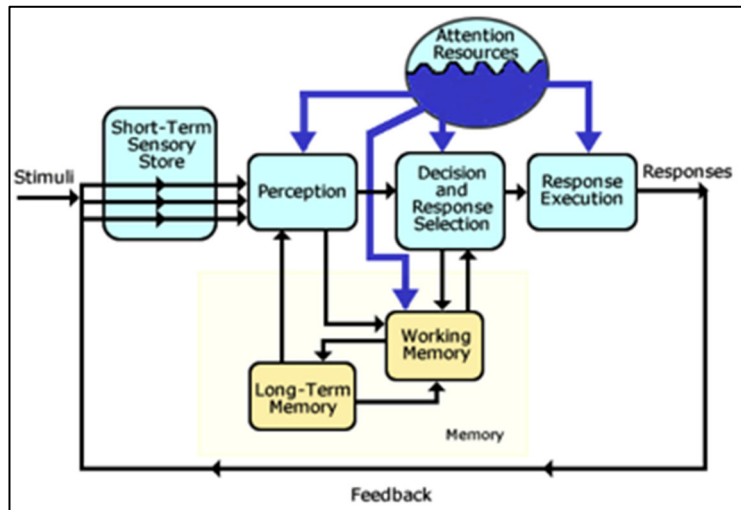 Attention
Resources
Short-Term
Sensory
Store
Stimuli
Perception
Decision
and
Response
Selection
Response
Execution
Responses
Working
Memory
Long-Term
Memory
Memory
Feedback